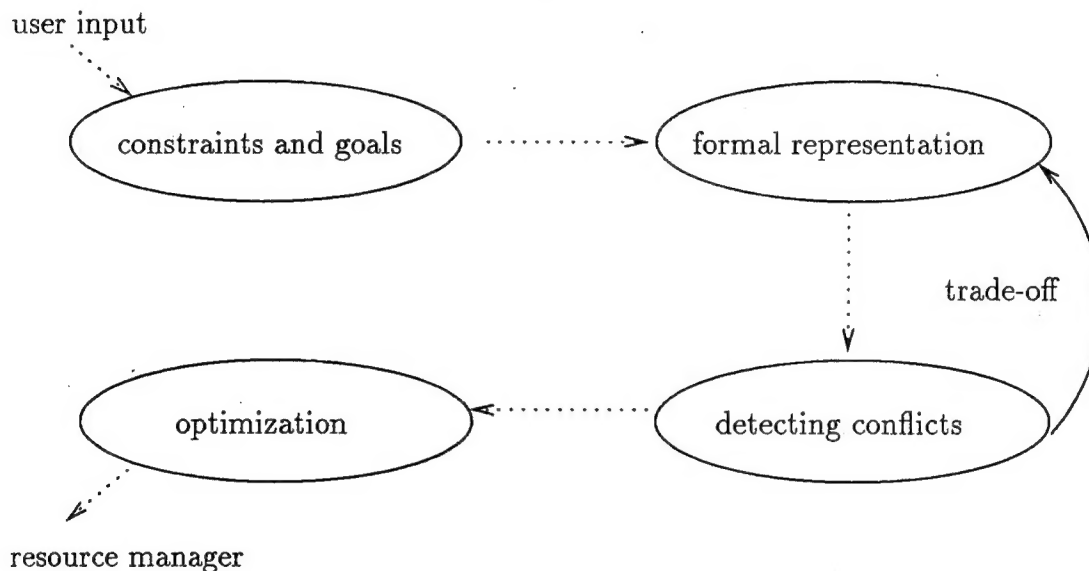 user input
constraints and goals
formal representation
trade-off
optimization
detecting conflicts
resource manager